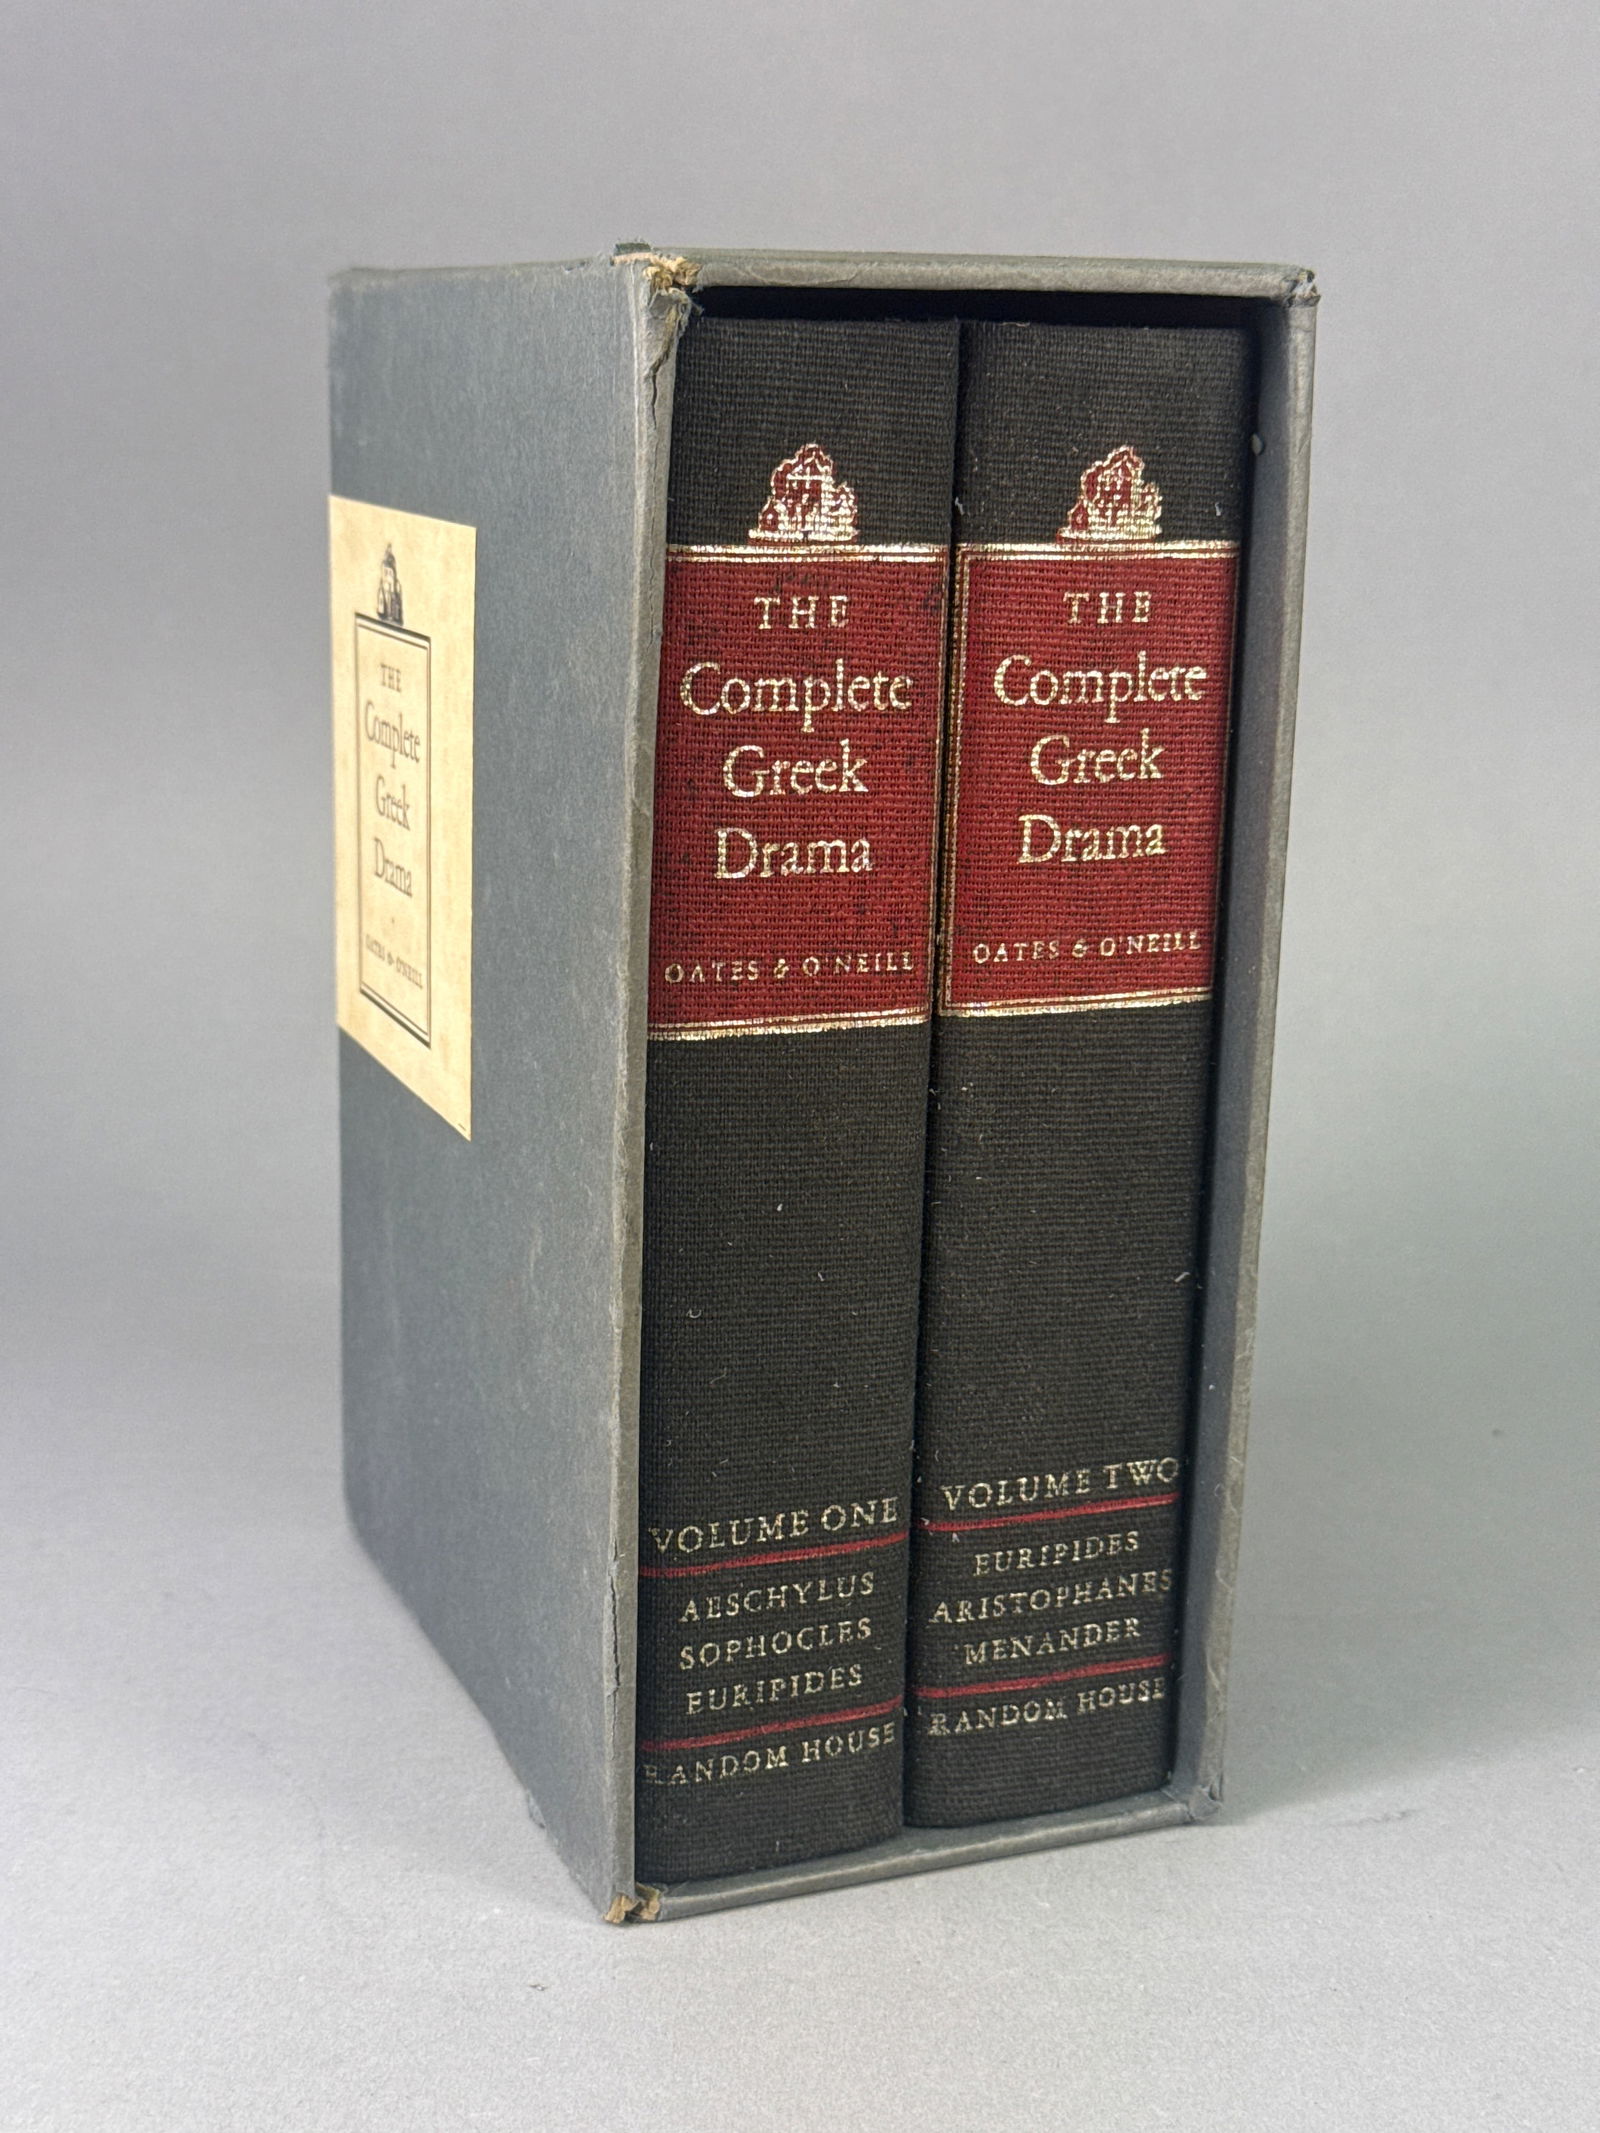 THE
Complete
Greek
Drama
OATES & O'NEILL
THE
Complete
Greek
Drama
OATES & O'NEILL
VOLUME ONE
AESCHYLUS
SOPHOCLES
EURIPIDES
RANDOM HOUSE
THE
Complete
Greek
Drama
OATES & O'NEILL
VOLUME TWO
EURIPIDES
ARISTOPHANES
MENANDER
RANDOM HOUSE